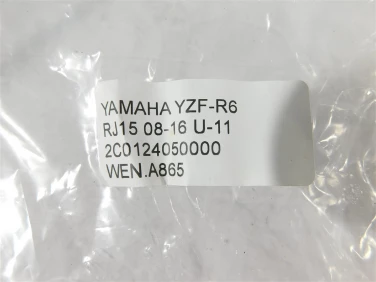 YAMAHA YZF-R6
RJ15 08-16 U-11
2C0124050000
WEN.A865